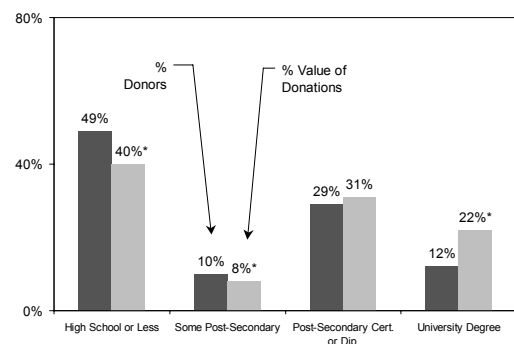 80%
%
Donors
% Value of
Donations
49%
40%*
40%
29%
31%
22%*
10%
8%*
12%
0%
High School or Less
Some Post-Secondary
Post-Secondary Cert.
or Dip.
University Degree